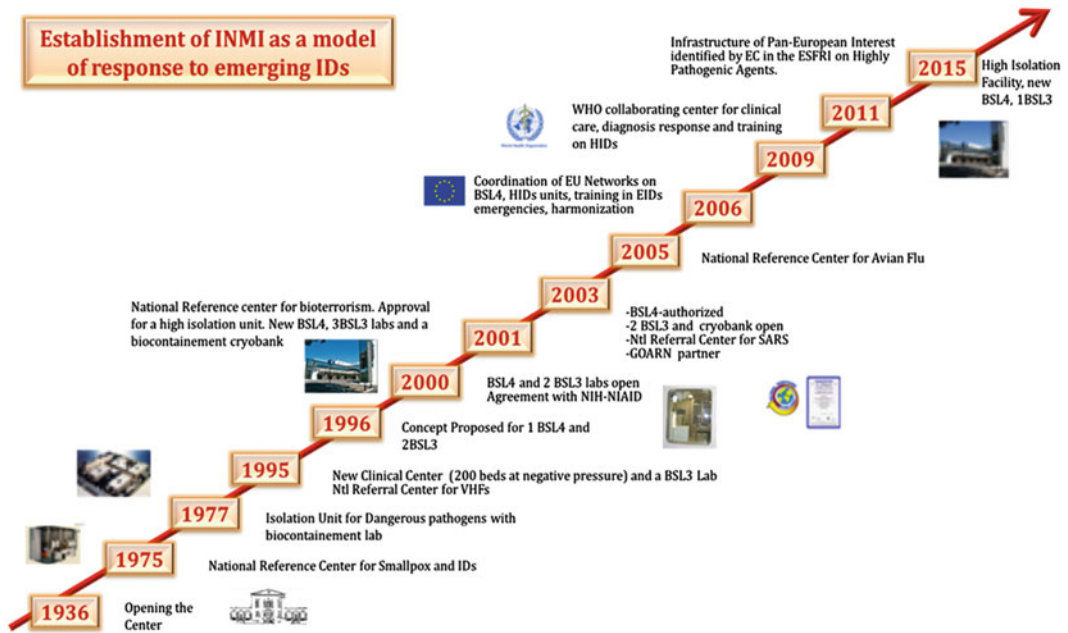 Establishment of INMI as a model
of response to emerging IDs
Infrastructure of Pan-European Interest
identified by EC in the ESFRI on Highly
Pathogenic Agents.
2015
High Isolation
Facility, new
BSL4, 1BSL3
2011
WHO collaborating center for clinical
care, diagnosis response and training
on HIDs
2009
Coordination of EU Networks on
BSL4, HIDs units, training in EIDs
emergencies, harmonization
2006
2005
National Reference Center for Avian Flu
2003
-BSL4-authorized
-2 BSL3 and cryobank open
-Ntl Referral Center for SARS
-GOARN partner
National Reference center for bioterrorism. Approval
for a high isolation unit. New BSL4, 3BSL3 labs and a
biocontainement cryobank
2001
2000
BSL4 and 2 BSL3 labs open
Agreement with NIH-NIAID
1996
Concept Proposed for 1 BSL4 and
2BSL3
1995
New Clinical Center (200 beds at negative pressure) and a BSL3 Lab
Ntl Referral Center for VHFs
1977
Isolation Unit for Dangerous pathogens with
biocontainement lab
1975
National Reference Center for Smallpox and IDs
1936
Opening the
Center